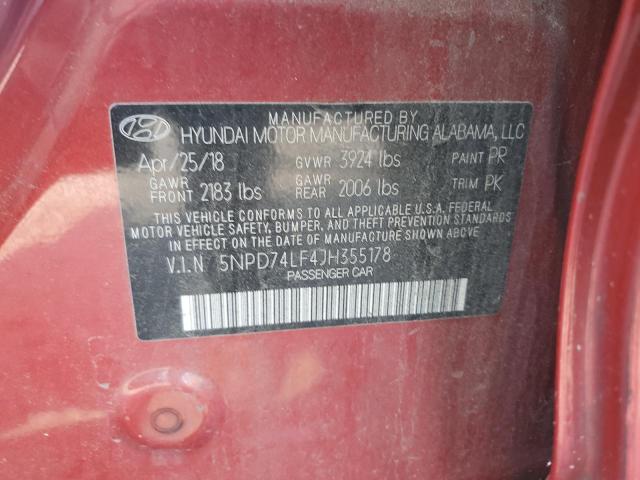 MANUFACTURED BY
HYUNDAI MOTOR MANUFACTURING ALABAMA, LLC
Apr/25/18 GVWR 3924 lbs PAINT PR
GAWR FRONT 2183 lbs GAWR REAR 2006 lbs TRIM PK
THIS VEHICLE CONFORMS TO ALL APPLICABLE U.S.A. FEDERAL
MOTOR VEHICLE SAFETY, BUMPER, AND THEFT PREVENTION STANDARDS
IN EFFECT ON THE DATE OF MANUFACTURE SHOWN ABOVE.
V.I.N 5NPD74LF4JH355178
PASSENGER CAR